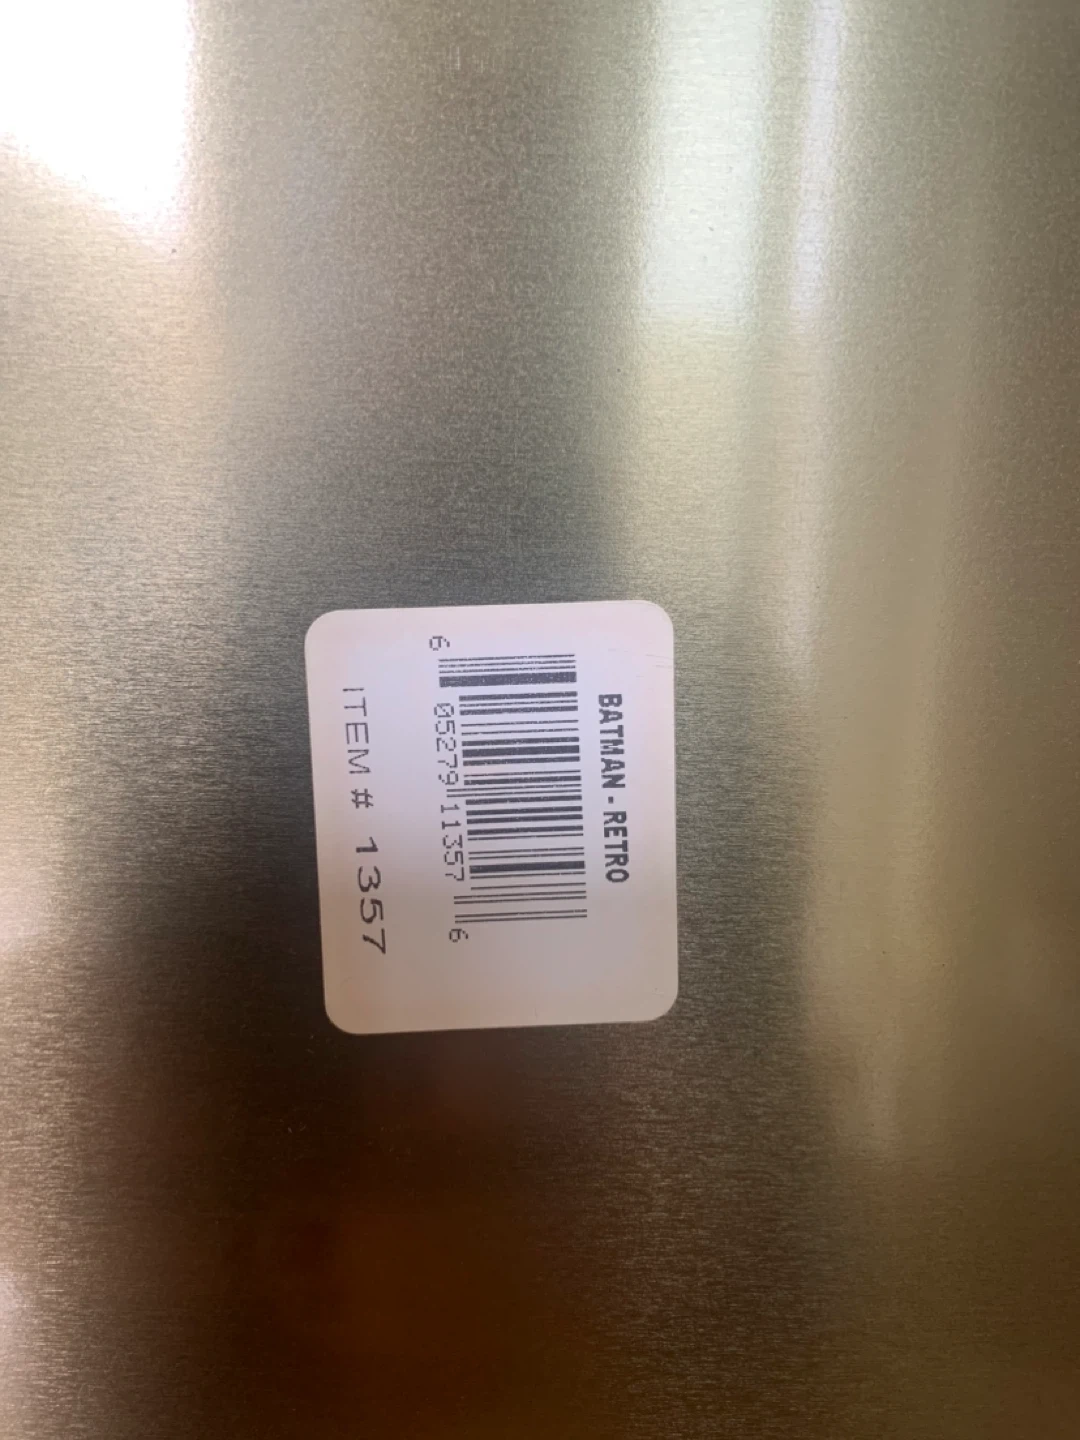 BATMAN - RETRO
6 05279 11357 6
ITEM # 1357